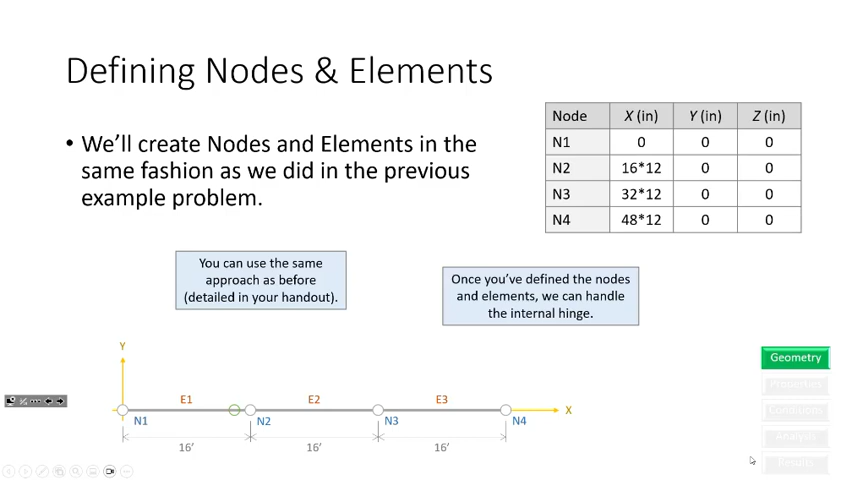 Defining Nodes & Elements
• We’ll create Nodes and Elements in the
same fashion as we did in the previous
example problem.
Node X (in) Y (in) Z (in)
N1 0 0 0
N2 16*12 0 0
N3 32*12 0 0
N4 48*12 0 0
You can use the same
approach as before
(detailed in your handout).
Once you’ve defined the nodes
and elements, we can handle
the internal hinge.
Y
E1 E2 E3
X
N1 N2 N3 N4
16’ 16’ 16’
Geometry
Properties
Conditions
Analysis
Results